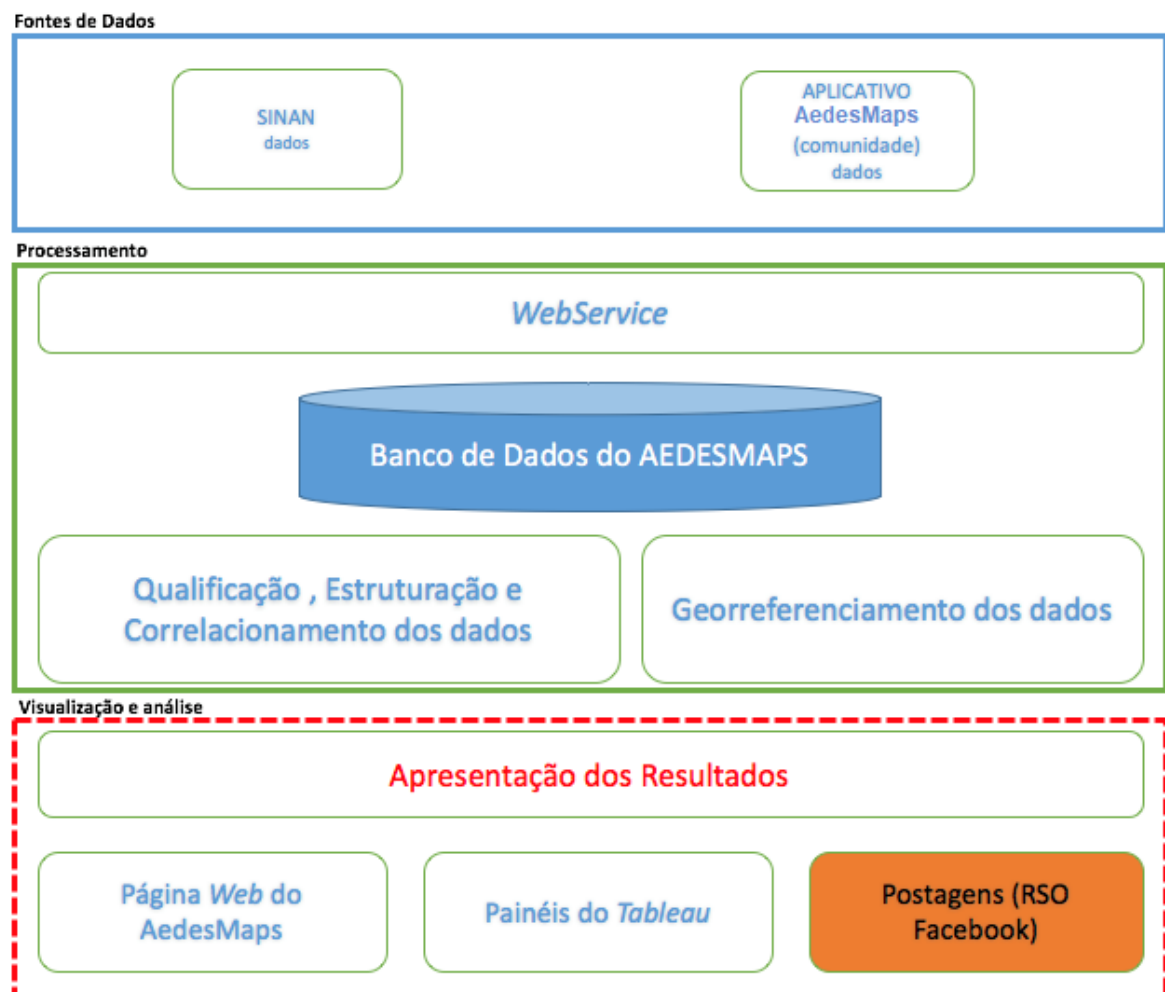 Fontes de Dados
SINAN
dados
APLICATIVO
AedesMaps
(comunidade)
dados
Processamento
WebService
Banco de Dados do AEDESMAPS
Qualificação , Estruturação e
Correlacionamento dos dados
Georreferenciamento dos dados
Visualização e análise
Apresentação dos Resultados
Página Web do
AedesMaps
Painéis do Tableau
Postagens (RSO
Facebook)